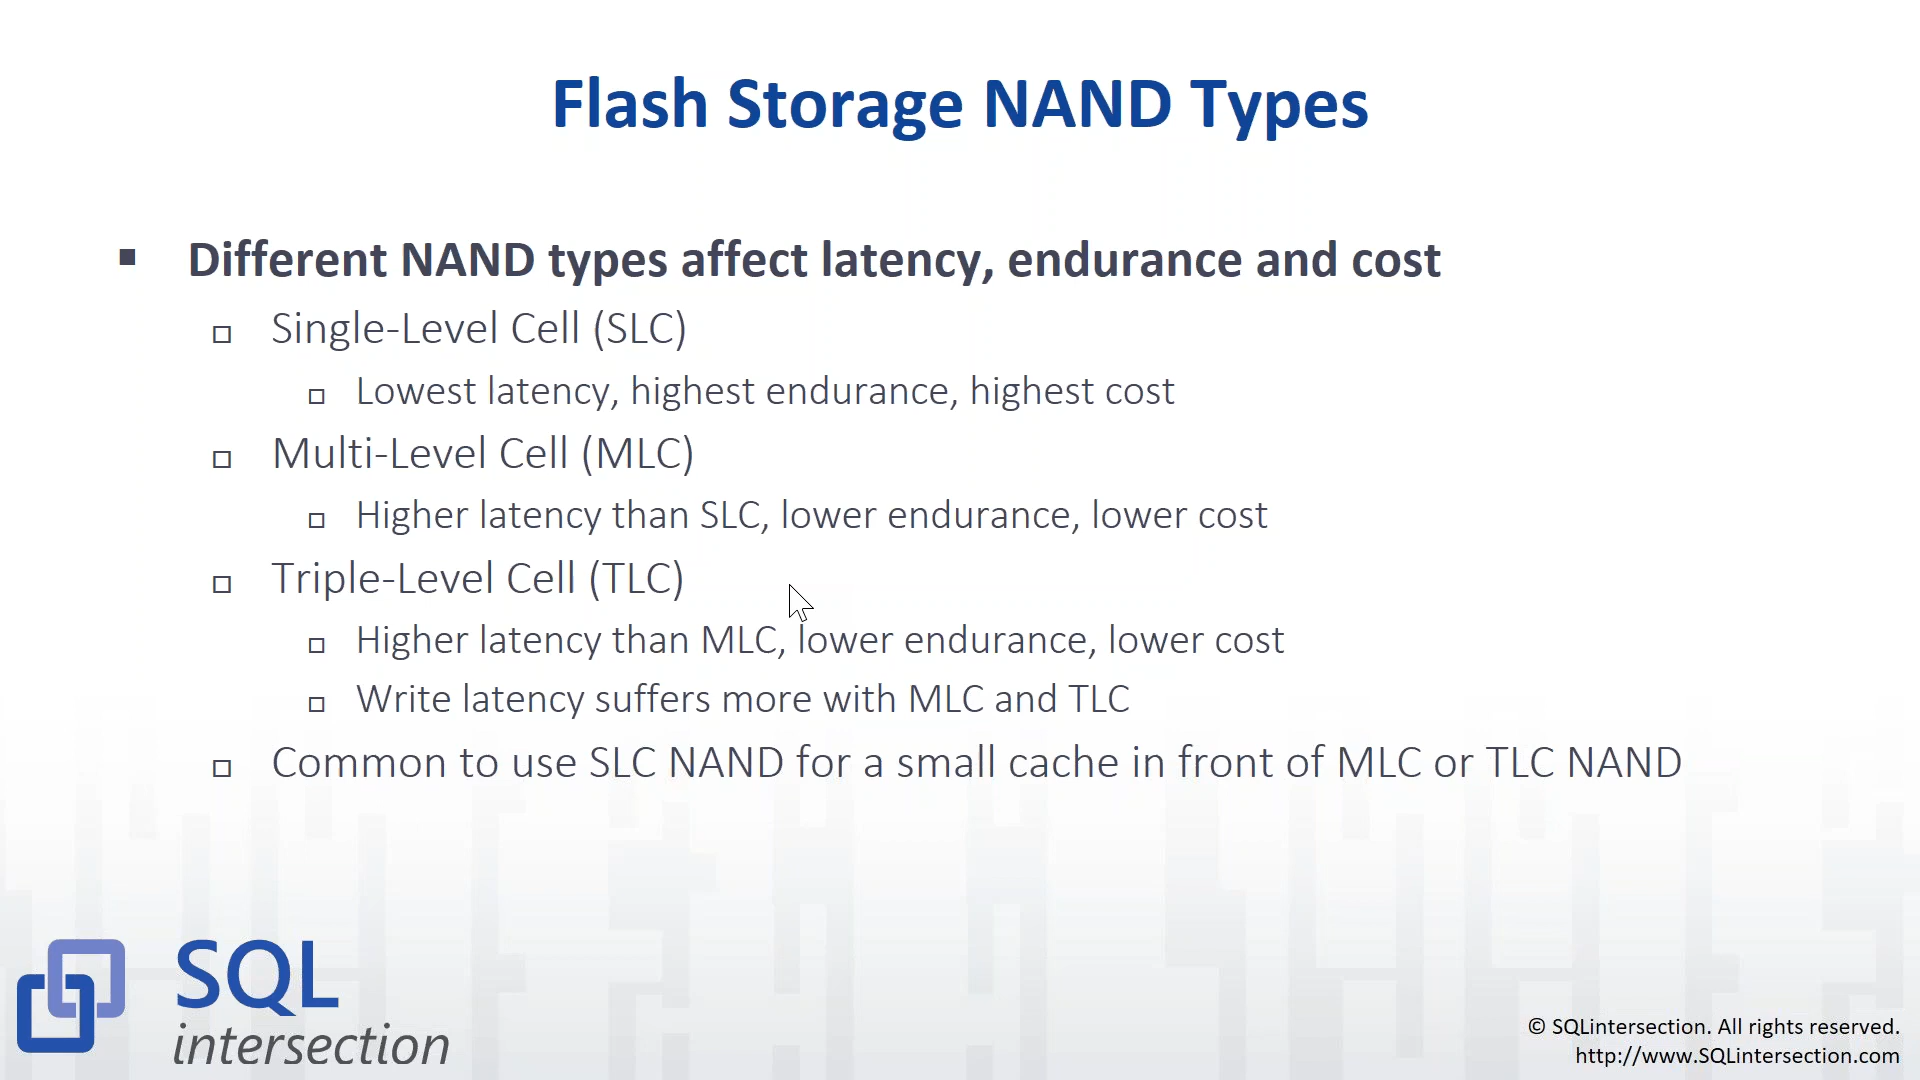 Flash Storage NAND Types
Different NAND types affect latency, endurance and cost
Single-Level Cell (SLC)
Lowest latency, highest endurance, highest cost
Multi-Level Cell (MLC)
Higher latency than SLC, lower endurance, lower cost
Triple-Level Cell (TLC)
Higher latency than MLC, lower endurance, lower cost
Write latency suffers more with MLC and TLC
Common to use SLC NAND for a small cache in front of MLC or TLC NAND
SQL
intersection
© SQLintersection. All rights reserved.
http://www.SQLintersection.com